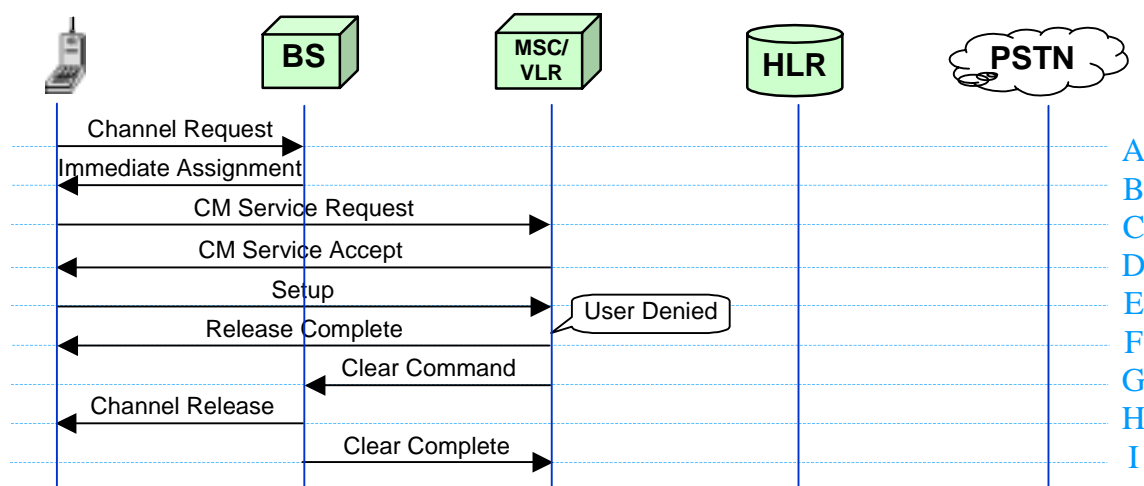 BS
MSC/
VLR
HLR
PSTN
Channel Request
A
Immediate Assignment
B
CM Service Request
C
CM Service Accept
D
Setup
E
User Denied
Release Complete
F
Clear Command
G
Channel Release
H
Clear Complete
I